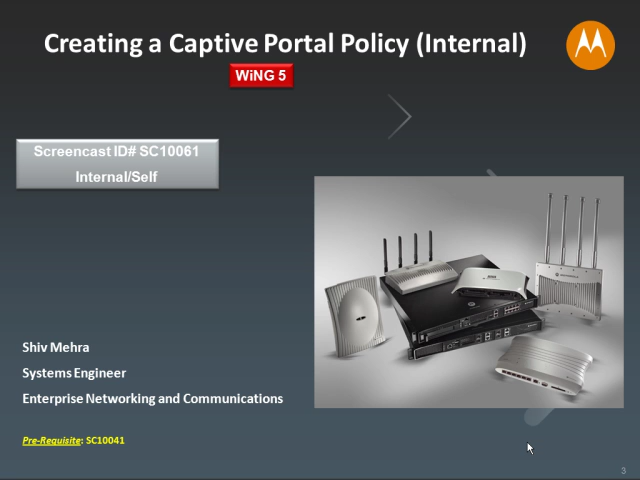 Creating a Captive Portal Policy (Internal)
WiNG 5
Screencast ID# SC10061
Internal/Self
Shiv Mehra
Systems Engineer
Enterprise Networking and Communications
Pre-Requisite: SC10041
3